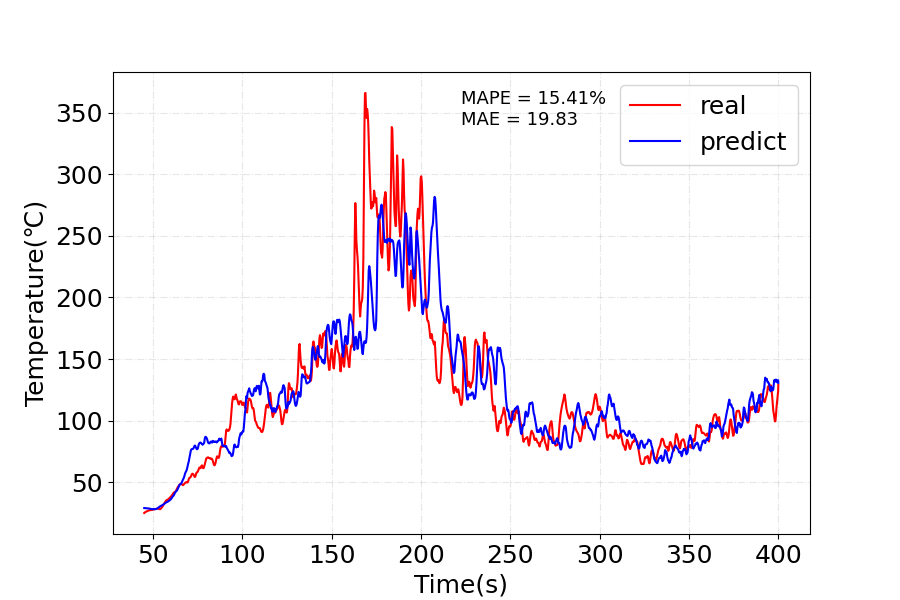 MAPE = 15.41%
MAE = 19.83
real
predict
350
300
250
200
150
100
50
Temperature(℃)
50 100 150 200 250 300 350 400
Time(s)